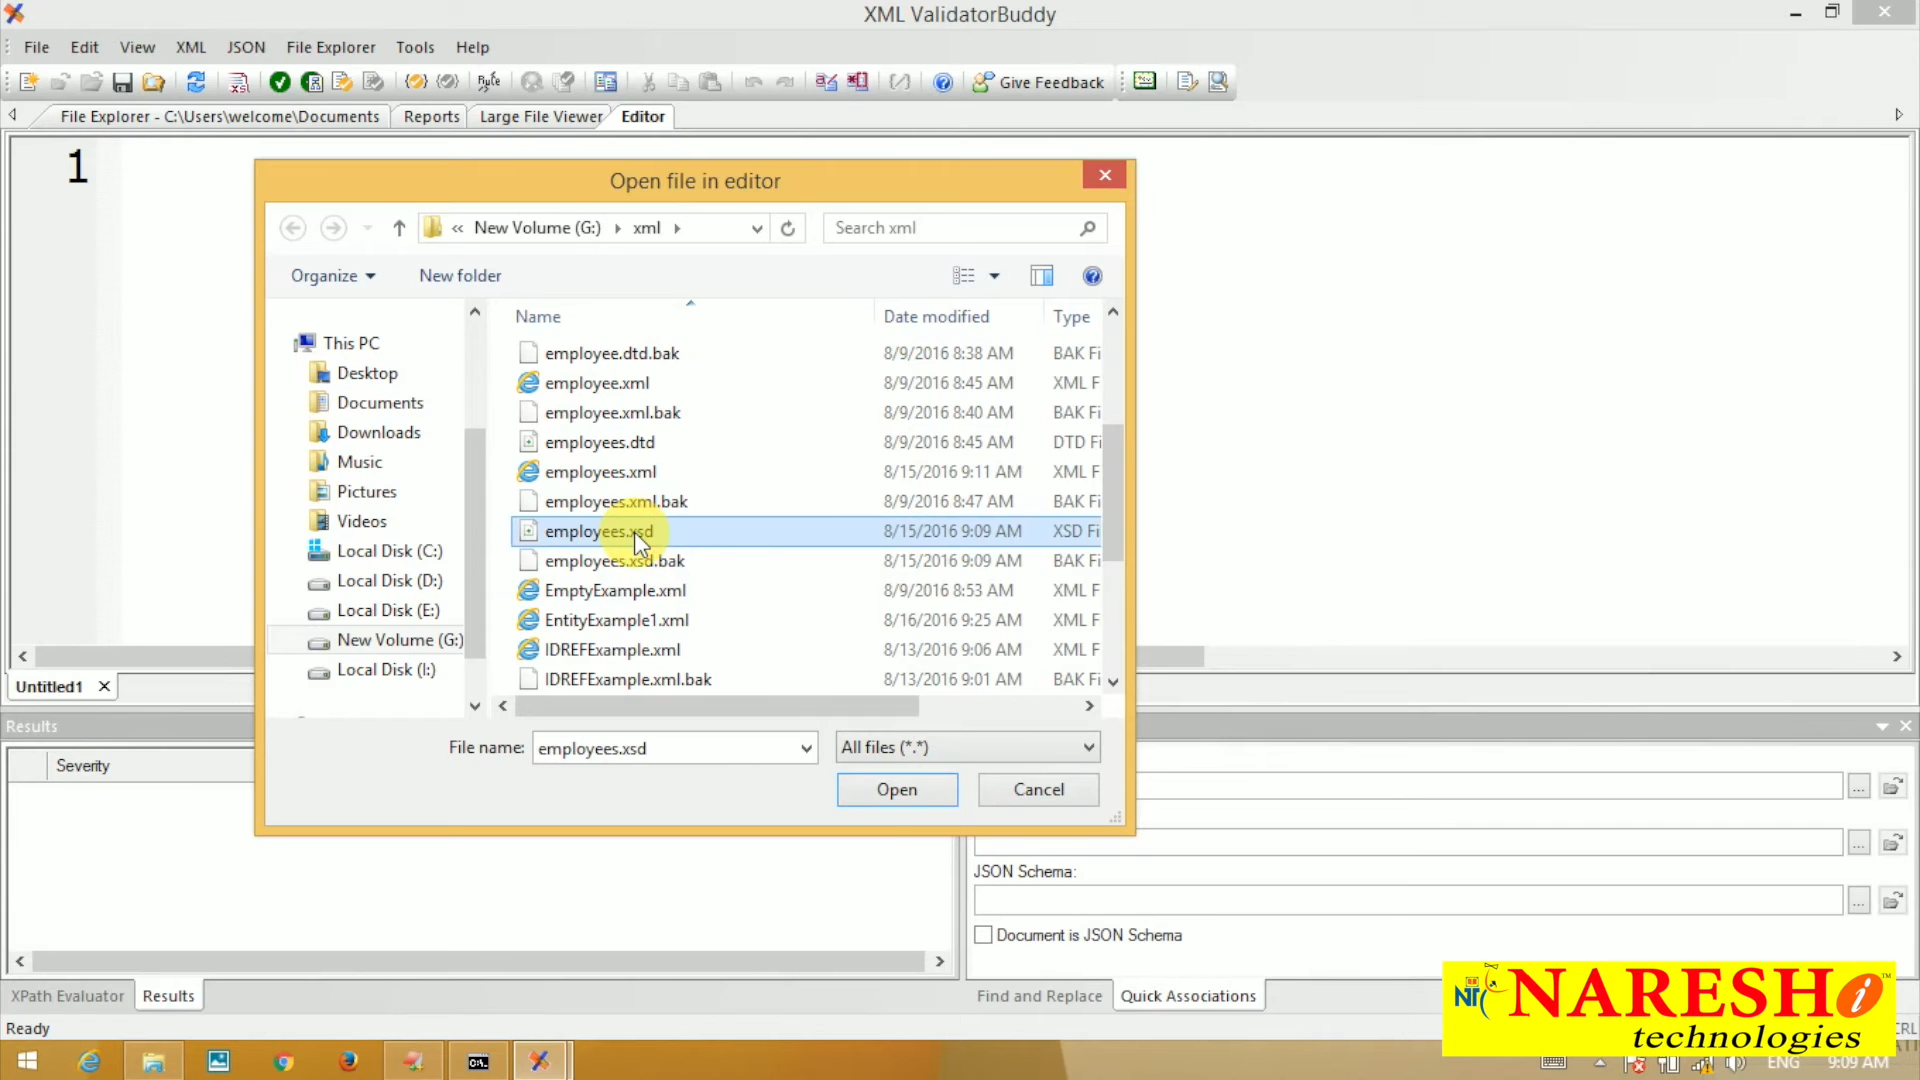 XML ValidatorBuddy
File Edit View XML JSON File Explorer Tools Help
Give Feedback
File Explorer - C:\Users\welcome\Documents Reports Large File Viewer Editor
1
Open file in editor
« New Volume (G:) xml Search xml
Organize New folder
Name Date modified Type
This PC
Desktop
Documents
Downloads
Music
Pictures
Videos
Local Disk (C:)
Local Disk (D:)
Local Disk (E:)
New Volume (G:)
Local Disk (I:)
employee.dtd.bak 8/9/2016 8:38 AM BAK Fi
employee.xml 8/9/2016 8:45 AM XML F
employee.xml.bak 8/9/2016 8:40 AM BAK Fi
employees.dtd 8/9/2016 8:45 AM DTD Fi
employees.xml 8/15/2016 9:11 AM XML F
employees.xml.bak 8/9/2016 8:47 AM BAK Fi
employees.xsd 8/15/2016 9:09 AM XSD Fi
employees.xsd.bak 8/15/2016 9:09 AM BAK Fi
EmptyExample.xml 8/9/2016 8:53 AM XML F
EntityExample1.xml 8/16/2016 9:25 AM XML F
IDREFExample.xml 8/13/2016 9:06 AM XML F
IDREFExample.xml.bak 8/13/2016 9:01 AM BAK Fi
File name: employees.xsd All files (*.*)
Open Cancel
Untitled1
Results
Severity
JSON Schema:
Document is JSON Schema
XPath Evaluator Results
Find and Replace Quick Associations
Ready
NARESH i
technologies
ENG 9:09 AM